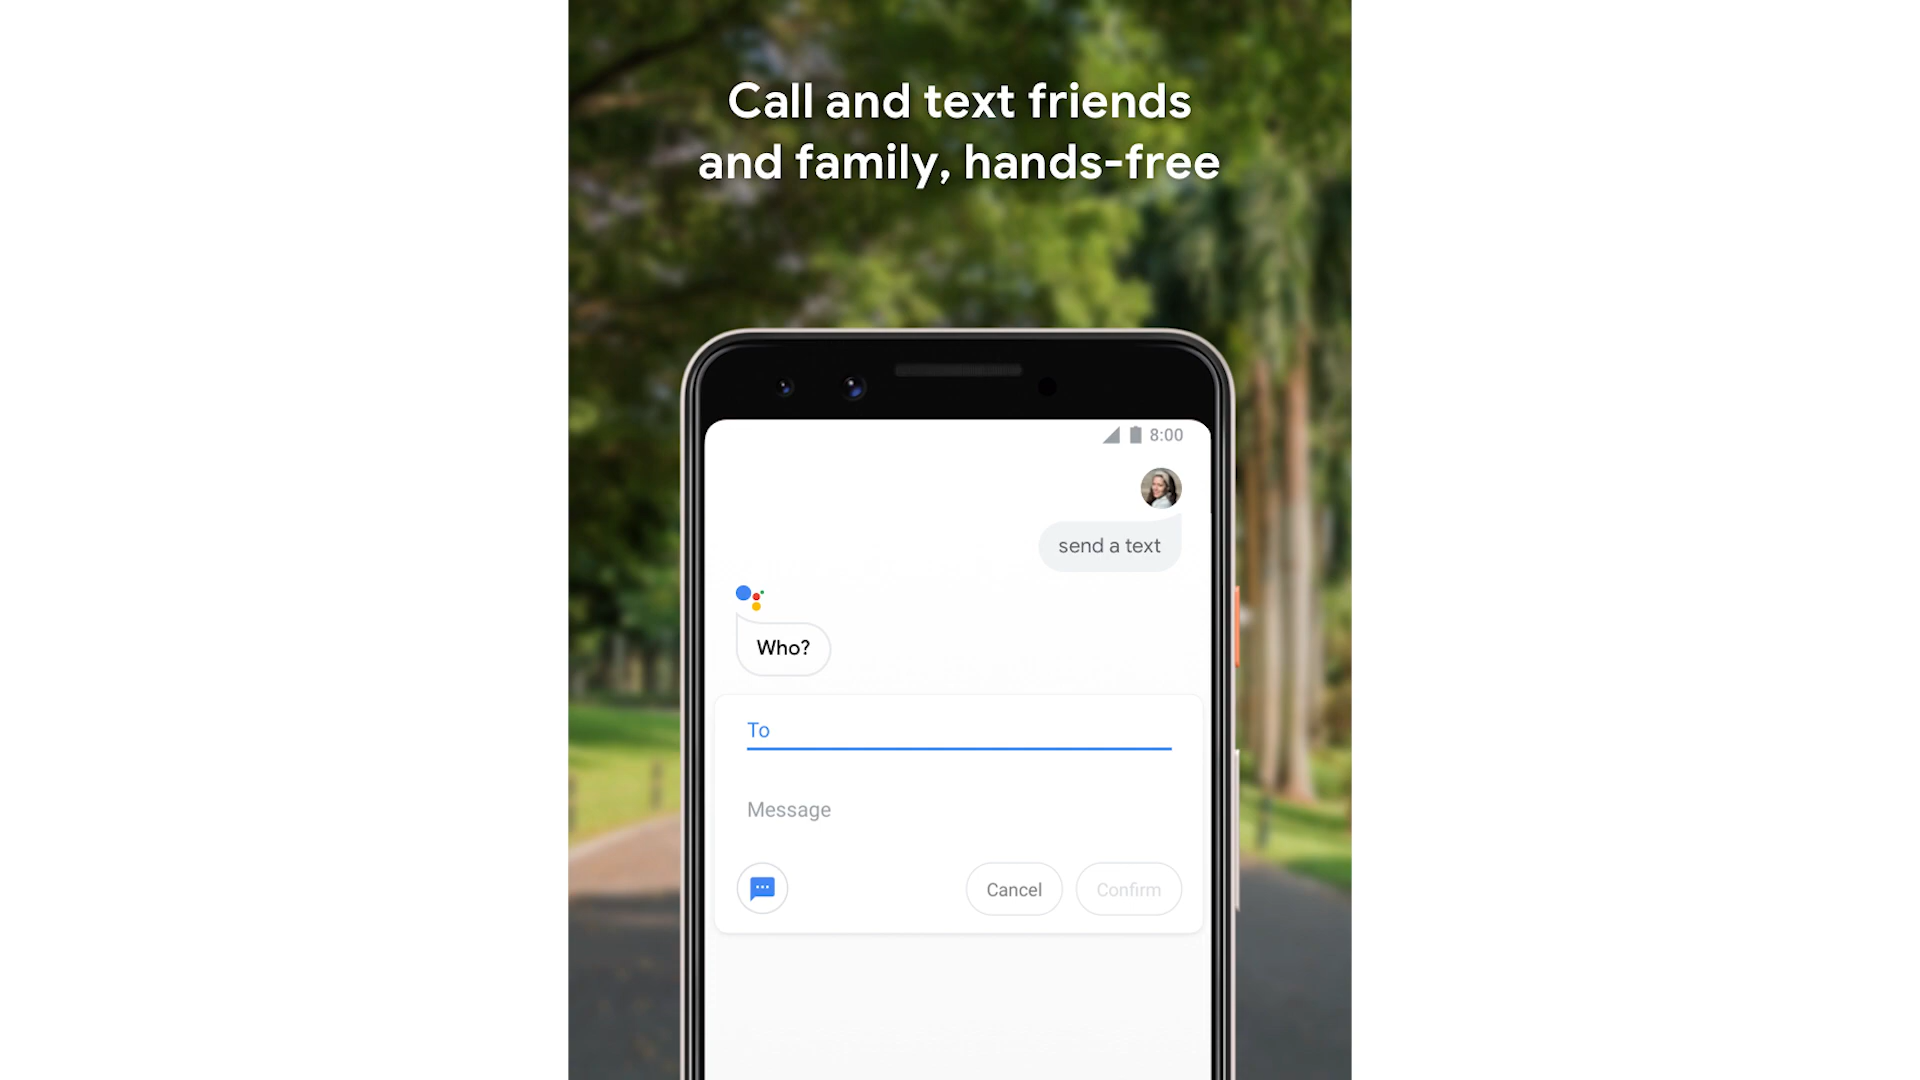 Call and text friends
and family, hands-free
8:00
send a text
Who?
To
Message
Cancel
Confirm